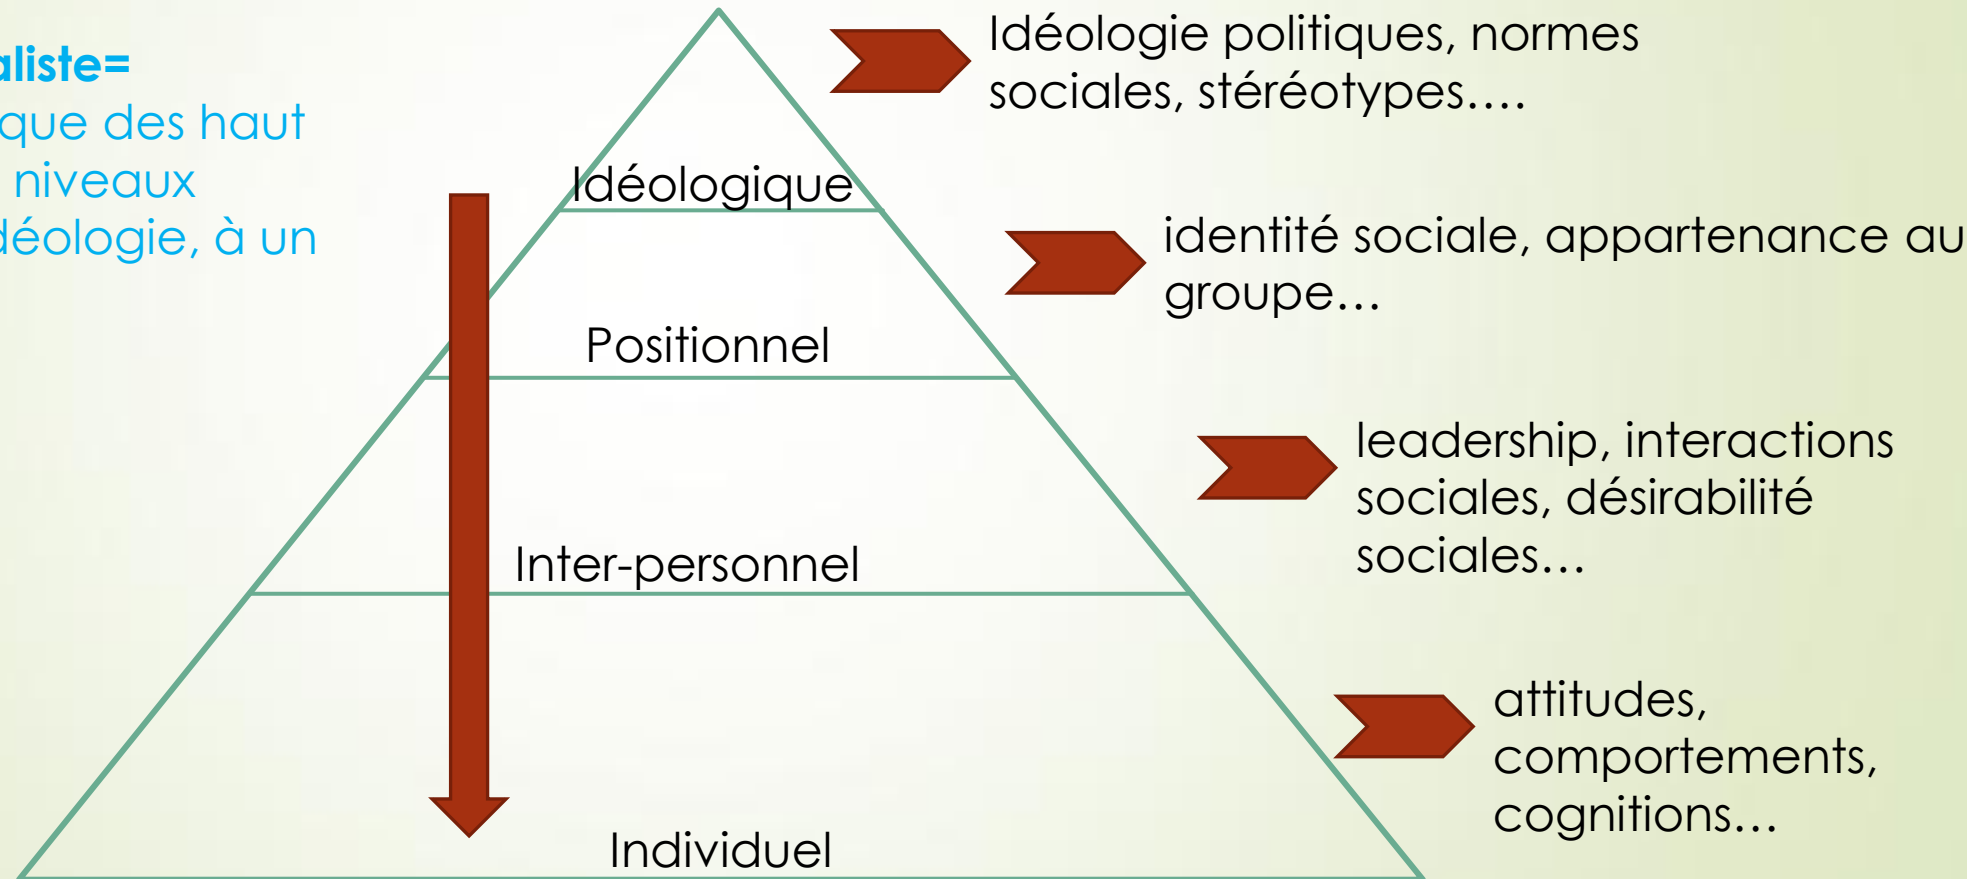 aliste=
que des haut
niveaux
déologie, à un
Idéologie politiques, normes
sociales, stéréotypes....
Idéologique
identité sociale, appartenance au
groupe...
Positionnel
leadership, interactions
sociales, désirabilité
sociales...
Inter-personnel
attitudes,
comportements,
cognitions...
Individuel